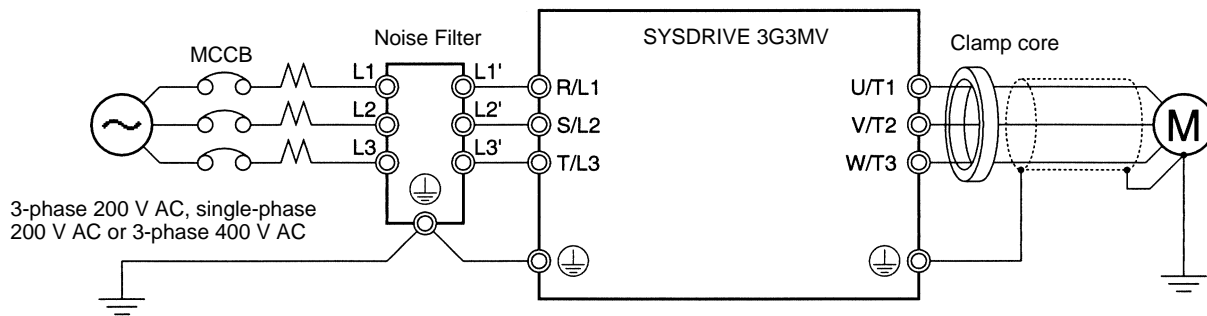 SYSDRIVE 3G3MV
Noise Filter
Clamp core
MCCB
L1
L1'
R/L1
U/T1
L2
L2'
S/L2
V/T2
M
L3
L3'
T/L3
W/T3
3-phase 200 V AC, single-phase
200 V AC or 3-phase 400 V AC